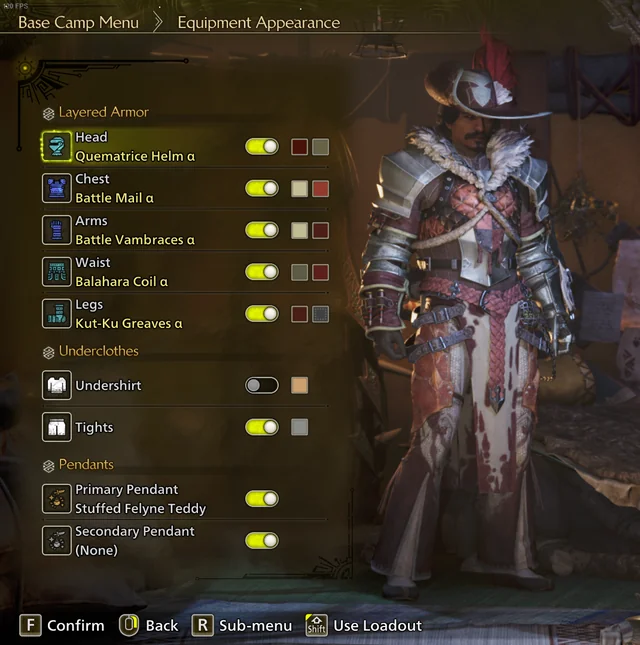 120 FPS
Base Camp Menu
Equipment Appearance
Layered Armor
Head
Quematrice Helm α
Chest
Battle Mail α
Arms
Battle Vambraces α
Waist
Balahara Coil α
Legs
Kut-Ku Greaves α
Underclothes
Undershirt
Tights
Pendants
Primary Pendant
Stuffed Felyne Teddy
Secondary Pendant
(None)
F Confirm Back R Sub-menu Shift Use Loadout